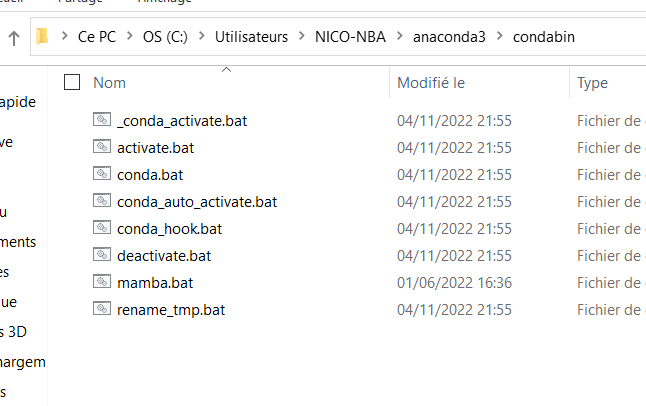 Partage Affichage
Ce PC > OS (C:) > Utilisateurs > NICO-NBA > anaconda3 > condabin
Nom Modifié le Type
_conda_activate.bat 04/11/2022 21:55 Fichier de
activate.bat 04/11/2022 21:55 Fichier de
conda.bat 04/11/2022 21:55 Fichier de
conda_auto_activate.bat 04/11/2022 21:55 Fichier de
conda_hook.bat 04/11/2022 21:55 Fichier de
deactivate.bat 04/11/2022 21:55 Fichier de
mamba.bat 01/06/2022 16:36 Fichier de
rename_tmp.bat 04/11/2022 21:55 Fichier de
apide
ve
u
ments
es
que
s 3D
hargem
s